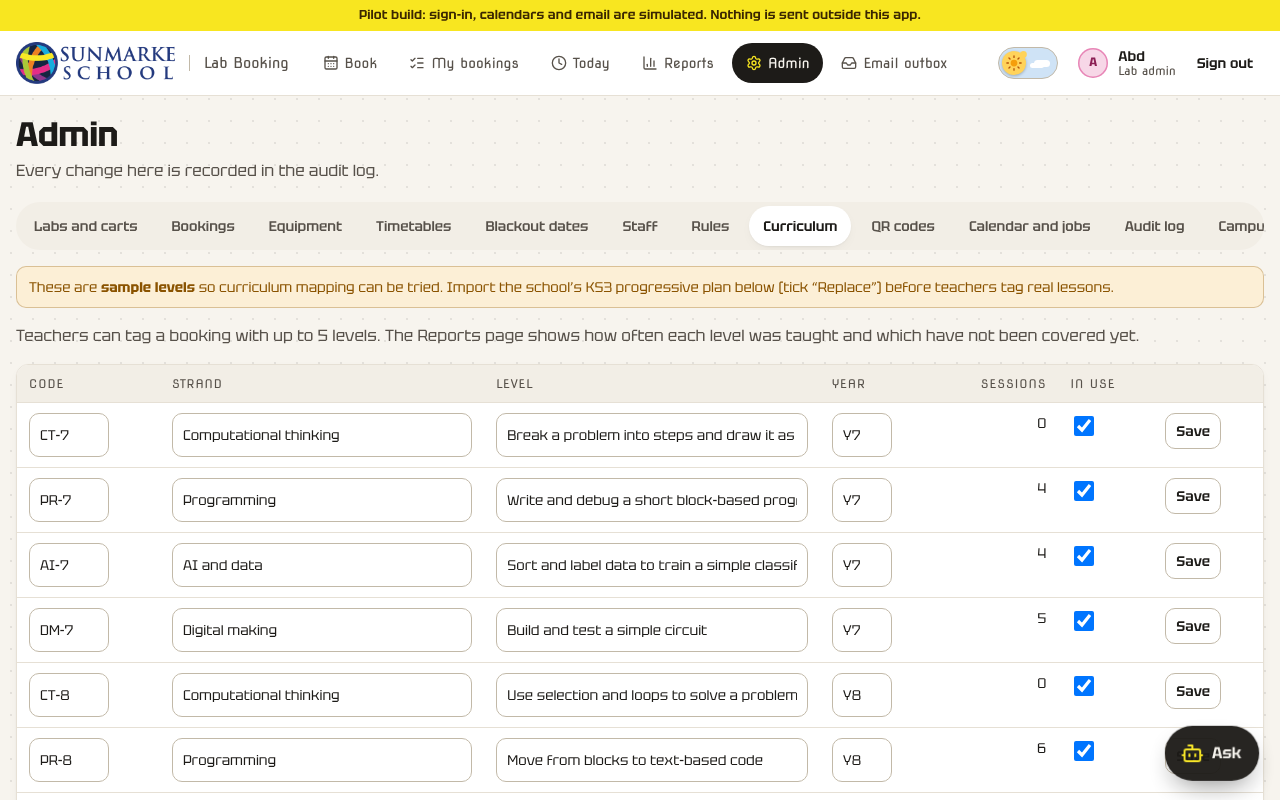 Pilot build: sign-in, calendars and email are simulated. Nothing is sent outside this app.
SUNMARKE
SCHOOL
Lab Booking
Book
My bookings
Today
Reports
Admin
Email outbox
A
Abd
Lab admin
Sign out
Admin
Every change here is recorded in the audit log.
Labs and carts
Bookings
Equipment
Timetables
Blackout dates
Staff
Rules
Curriculum
QR codes
Calendar and jobs
Audit log
Campu
These are sample levels so curriculum mapping can be tried. Import the school's KS3 progressive plan below (tick “Replace”) before teachers tag real lessons.
Teachers can tag a booking with up to 5 levels. The Reports page shows how often each level was taught and which have not been covered yet.
CODE STRAND LEVEL YEAR SESSIONS IN USE
CT-7 Computational thinking Break a problem into steps and draw it as Y7 0 Save
PR-7 Programming Write and debug a short block-based prog Y7 4 Save
AI-7 AI and data Sort and label data to train a simple classif Y7 4 Save
DM-7 Digital making Build and test a simple circuit Y7 5 Save
CT-8 Computational thinking Use selection and loops to solve a problem Y8 0 Save
PR-8 Programming Move from blocks to text-based code Y8 6
Ask